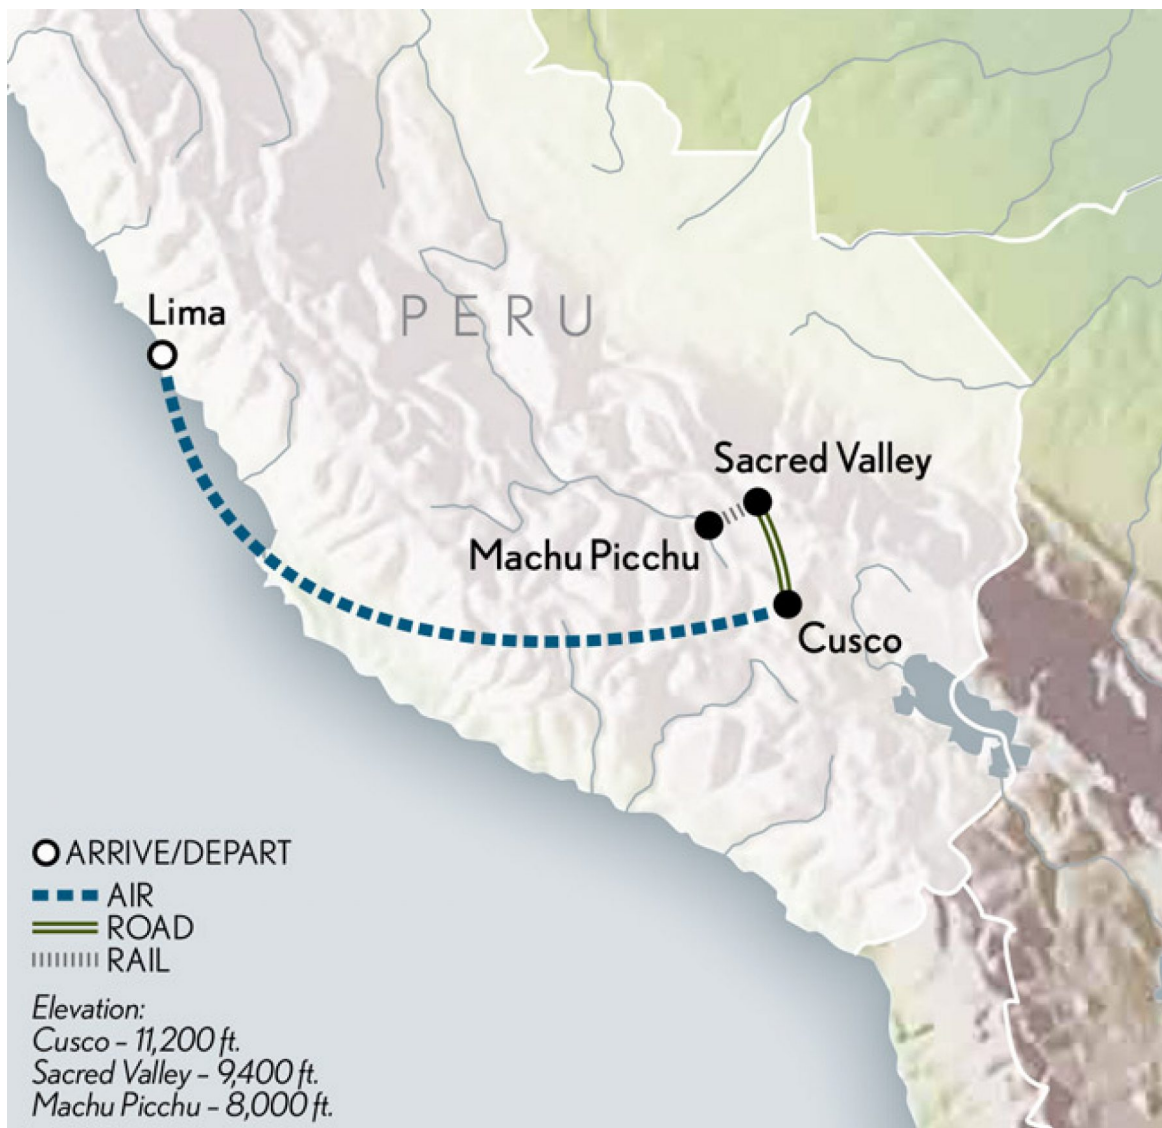 Lima
PERU
Sacred Valley
Machu Picchu
Cusco
ARRIVE/DEPART
AIR
ROAD
RAIL
Elevation:
Cusco – 11,200 ft.
Sacred Valley – 9,400 ft.
Machu Picchu – 8,000 ft.